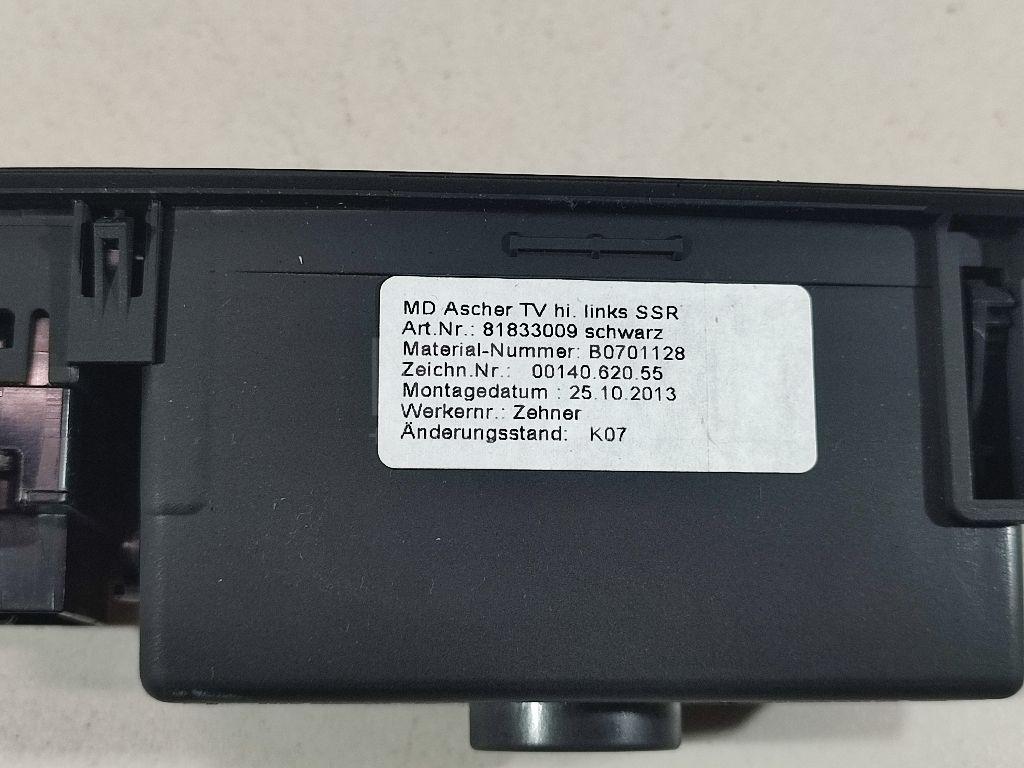 MD Ascher TV hi. links SSR
Art.Nr.: 81833009 schwarz
Material-Nummer: B0701128
Zeichn.Nr.: 00140.620.55
Montagedatum : 25.10.2013
Werkernr.: Zehner
Änderungsstand: K07